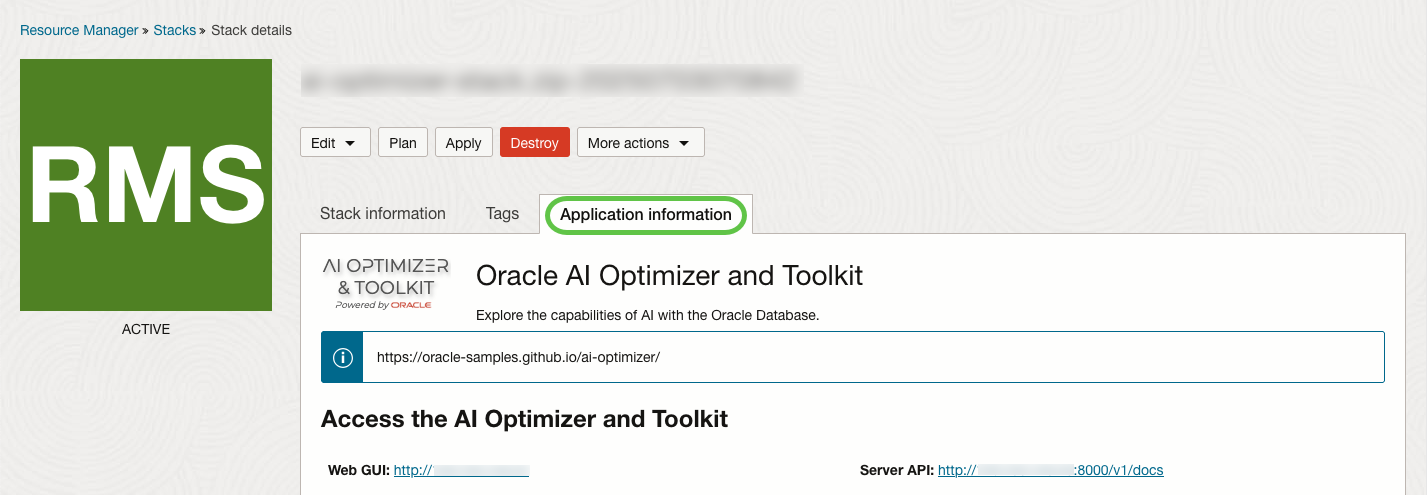 Resource Manager » Stacks » Stack details
RMS
ACTIVE
Edit Plan Apply Destroy More actions
Stack information Tags Application information
AI OPTIMIZER
& TOOLKIT
Powered by ORACLE
Oracle AI Optimizer and Toolkit
Explore the capabilities of AI with the Oracle Database.
https://oracle-samples.github.io/ai-optimizer/
Access the AI Optimizer and Toolkit
Web GUI: http:// Server API: http:// :8000/v1/docs